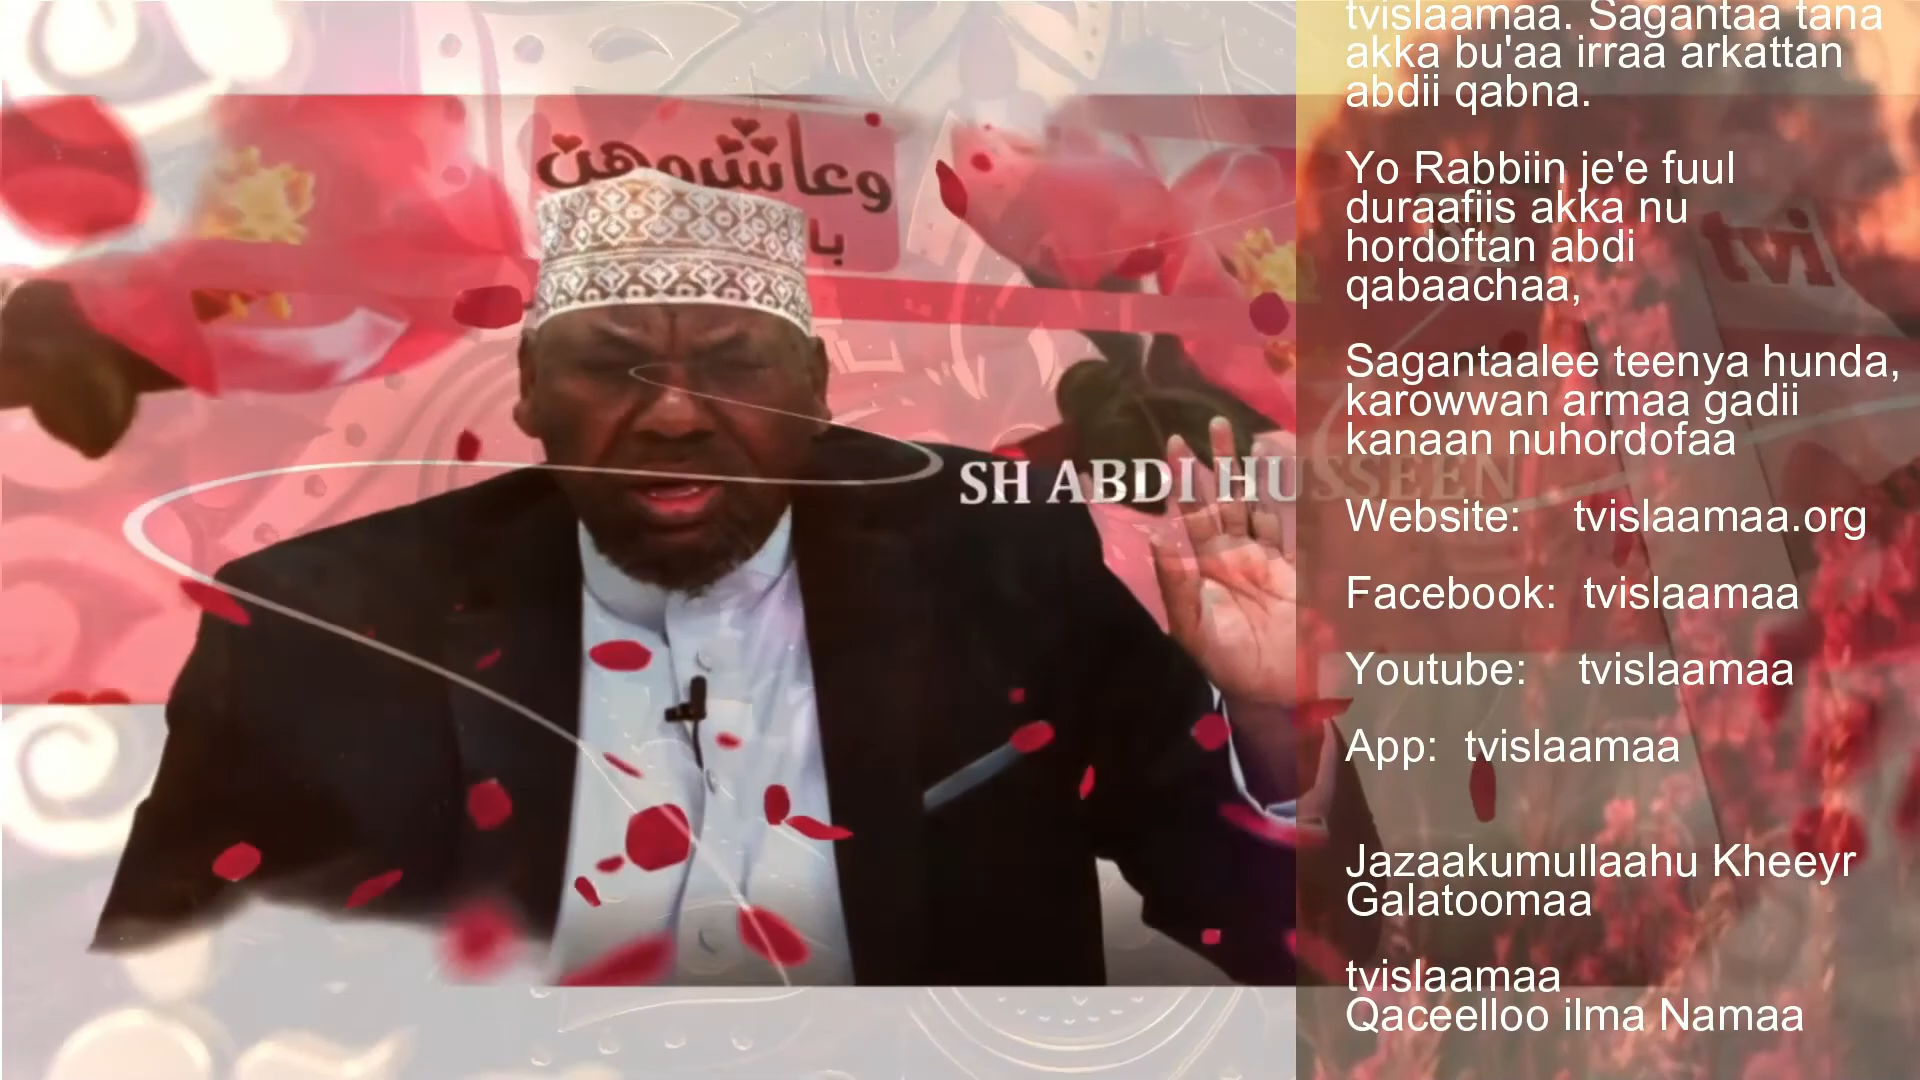 وعاشروهن
با
SH ABDI HUSSEEN
tvi
tvislaamaa. Sagantaa tana
akka bu'aa irraa arkattan
abdii qabna.
Yo Rabbiin je'e fuul
duraafiis akka nu
hordoftan abdi
qabaachaa,
Sagantaalee teenya hunda,
karowwan armaa gadii
kanaan nuhordofaa
Website: tvislaamaa.org
Facebook: tvislaamaa
Youtube: tvislaamaa
App: tvislaamaa
Jazaakumullaahu Kheeyr
Galatoomaa
tvislaamaa
Qaceelloo ilma Namaa